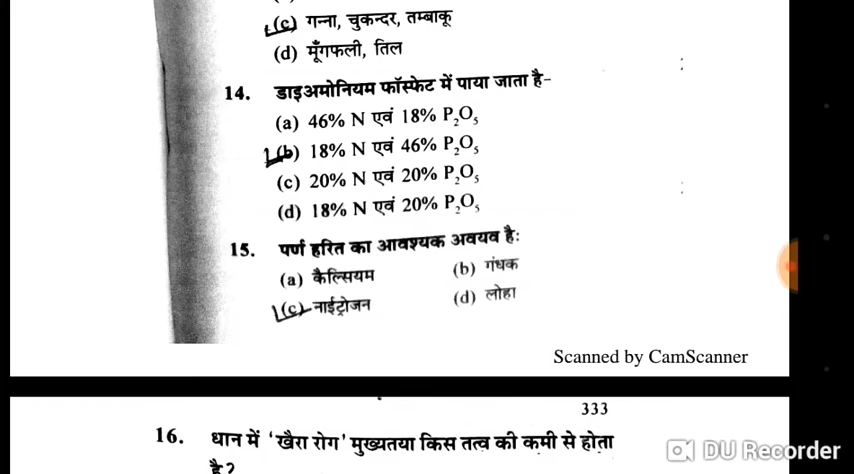 (c) गन्ना, चुकन्दर, तम्बाकू
(d) मूँगफली, तिल
14. डाइअमोनियम फॉस्फेट में पाया जाता है-
(a) 46% N एवं 18% P₂O₅
(b) 18% N एवं 46% P₂O₅
(c) 20% N एवं 20% P₂O₅
(d) 18% N एवं 20% P₂O₅
15. पर्ण हरित का आवश्यक अवयव है:
(a) कैल्सियम (b) गंधक
(c) नाईट्रोजन (d) लोहा
Scanned by CamScanner
333
16. धान में 'खैरा रोग' मुख्यतया किस तत्व की कमी से होता
है?
DU Recorder